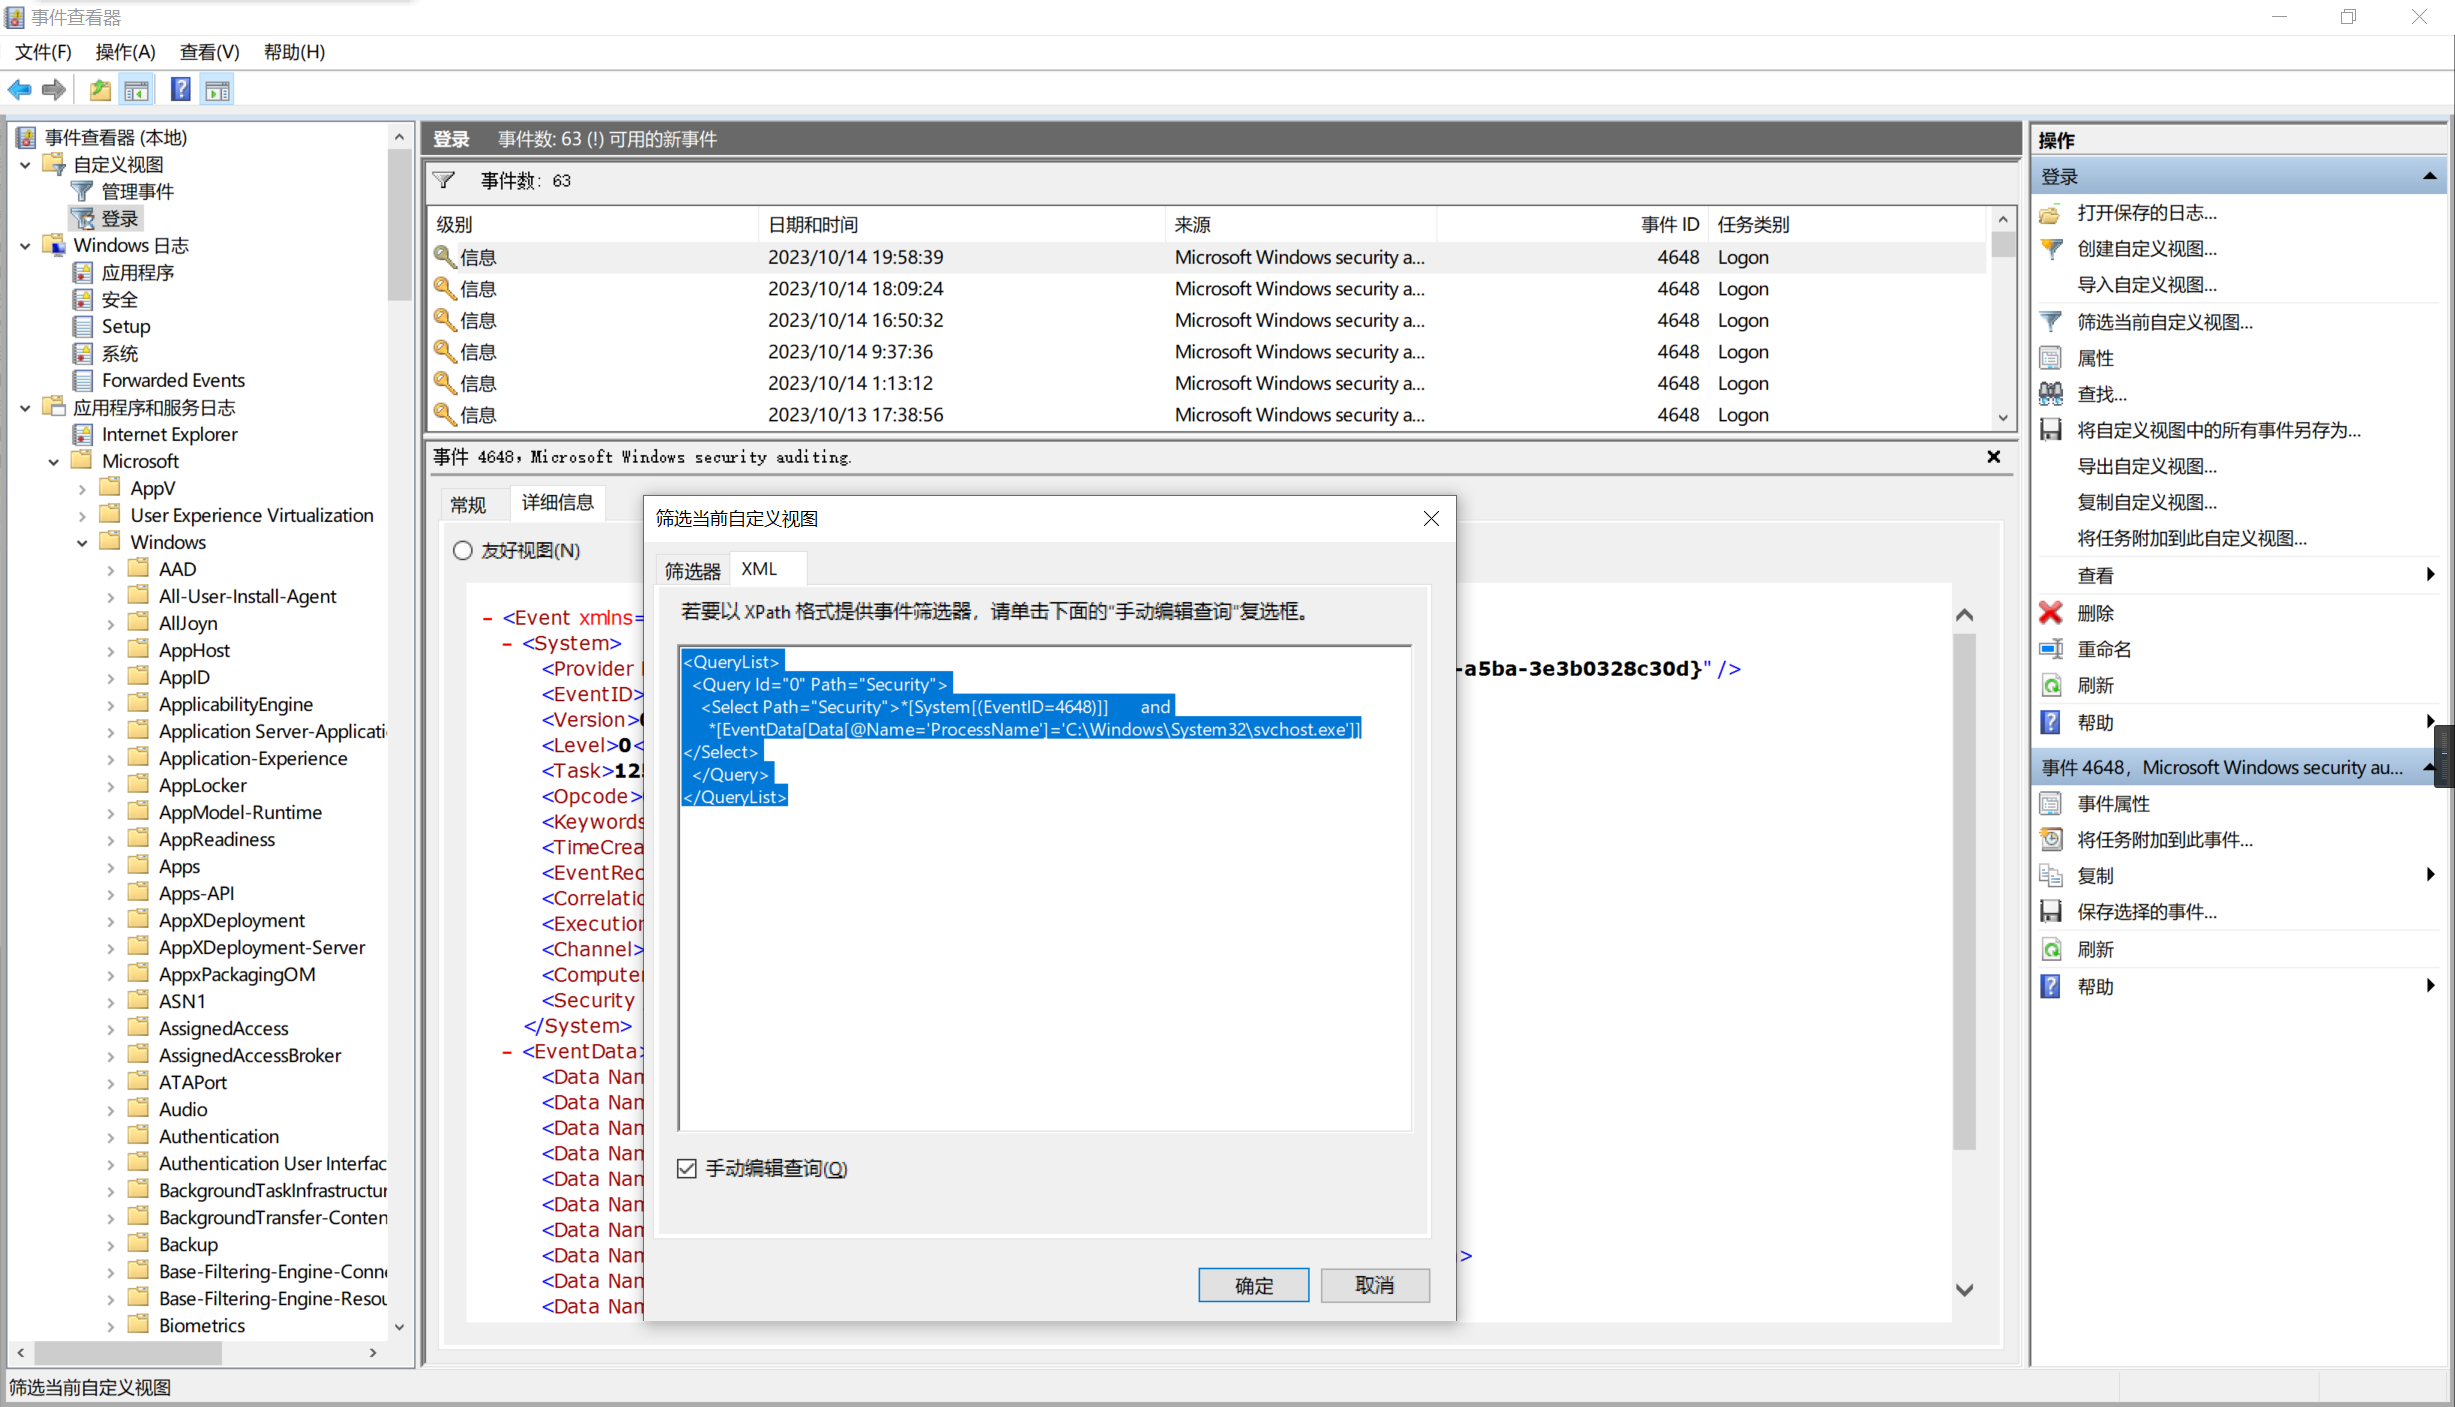 事件查看器
文件(F) 操作(A) 查看(V) 帮助(H)
事件查看器 (本地)
自定义视图
管理事件
登录
Windows 日志
应用程序
安全
Setup
系统
Forwarded Events
应用程序和服务日志
Internet Explorer
Microsoft
AppV
User Experience Virtualization
Windows
AAD
All-User-Install-Agent
AllJoyn
AppHost
AppID
ApplicabilityEngine
Application Server-Applicati
Application-Experience
AppLocker
AppModel-Runtime
AppReadiness
Apps
Apps-API
AppXDeployment
AppXDeployment-Server
AppxPackagingOM
ASN1
AssignedAccess
AssignedAccessBroker
ATAPort
Audio
Authentication
Authentication User Interfac
BackgroundTaskInfrastructur
BackgroundTransfer-Conten
Backup
Base-Filtering-Engine-Conne
Base-Filtering-Engine-Resou
Biometrics
登录 事件数: 63 (!) 可用的新事件
事件数: 63
级别 日期和时间 来源 事件 ID 任务类别
信息 2023/10/14 19:58:39 Microsoft Windows security a... 4648 Logon
信息 2023/10/14 18:09:24 Microsoft Windows security a... 4648 Logon
信息 2023/10/14 16:50:32 Microsoft Windows security a... 4648 Logon
信息 2023/10/14 9:37:36 Microsoft Windows security a... 4648 Logon
信息 2023/10/14 1:13:12 Microsoft Windows security a... 4648 Logon
信息 2023/10/13 17:38:56 Microsoft Windows security a... 4648 Logon
事件 4648，Microsoft Windows security auditing.
常规 详细信息
友好视图(N)
- <Event xmlns=
- <System>
<Provider -a5ba-3e3b0328c30d}" />
<EventID>
<Version>
<Level>0<
<Task>12
<Opcode>
<Keywords
<TimeCrea
<EventRec
<Correlatio
<Execution
<Channel>
<Computer
<Security
</System>
- <EventData>
<Data Nam
<Data Nam
<Data Nam
<Data Nam
<Data Nam
<Data Nam
<Data Nam
<Data Nam >
<Data Nam
<Data Nam
筛选当前自定义视图
筛选器 XML
若要以 XPath 格式提供事件筛选器，请单击下面的“手动编辑查询”复选框。
<QueryList>
<Query Id="0" Path="Security">
<Select Path="Security">*[System[(EventID=4648)]] and
*[EventData[Data[@Name='ProcessName']='C:\Windows\System32\svchost.exe']]
</Select>
</Query>
</QueryList>
手动编辑查询(Q)
确定 取消
操作
登录
打开保存的日志...
创建自定义视图...
导入自定义视图...
筛选当前自定义视图...
属性
查找...
将自定义视图中的所有事件另存为...
导出自定义视图...
复制自定义视图...
将任务附加到此自定义视图...
查看
删除
重命名
刷新
帮助
事件 4648，Microsoft Windows security au...
事件属性
将任务附加到此事件...
复制
保存选择的事件...
刷新
帮助
筛选当前自定义视图